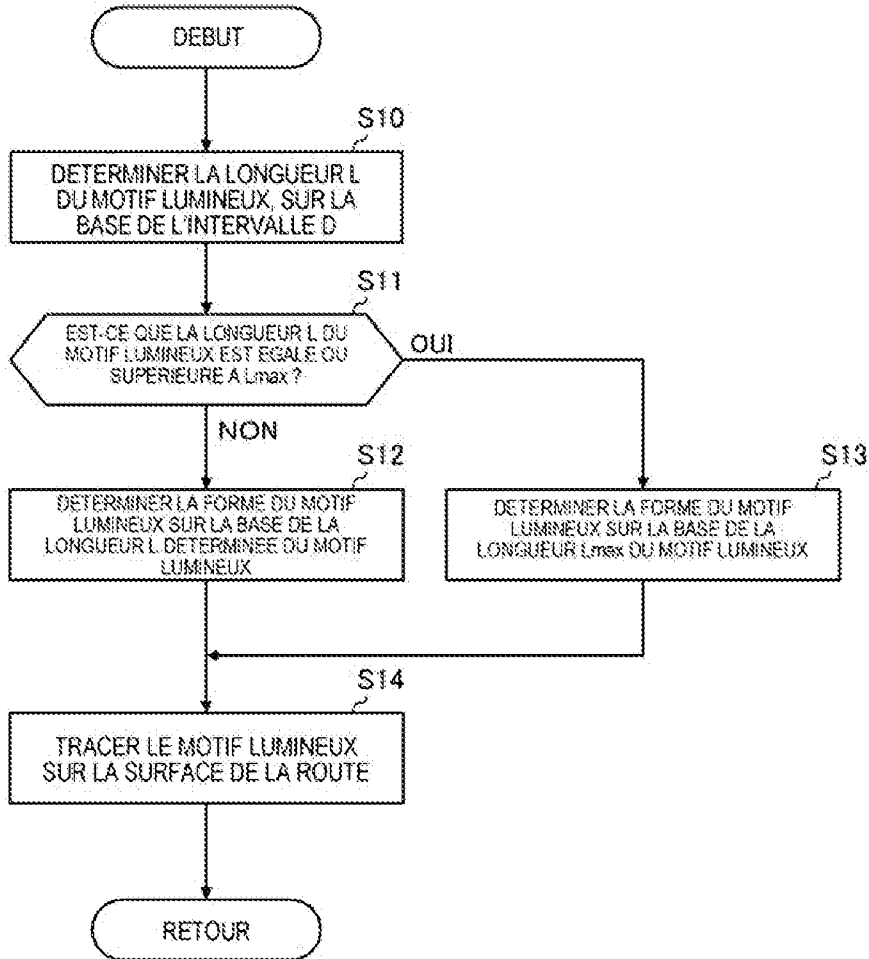 DEBUT
S10
DETERMINER LA LONGUEUR L
DU MOTIF LUMINEUX, SUR LA
BASE DE L'INTERVALLE D
S11
EST-CE QUE LA LONGUEUR L DU
MOTIF LUMINEUX EST EGALE OU
SUPERIEURE A Lmax ?
OUI
NON
S12
DETERMINER LA FORME DU MOTIF
LUMINEUX SUR LA BASE DE LA
LONGUEUR L DETERMINEE DU MOTIF
LUMINEUX
S13
DETERMINER LA FORME DU MOTIF
LUMINEUX SUR LA BASE DE LA
LONGUEUR Lmax DU MOTIF LUMINEUX
S14
TRACER LE MOTIF LUMINEUX
SUR LA SURFACE DE LA ROUTE
RETOUR